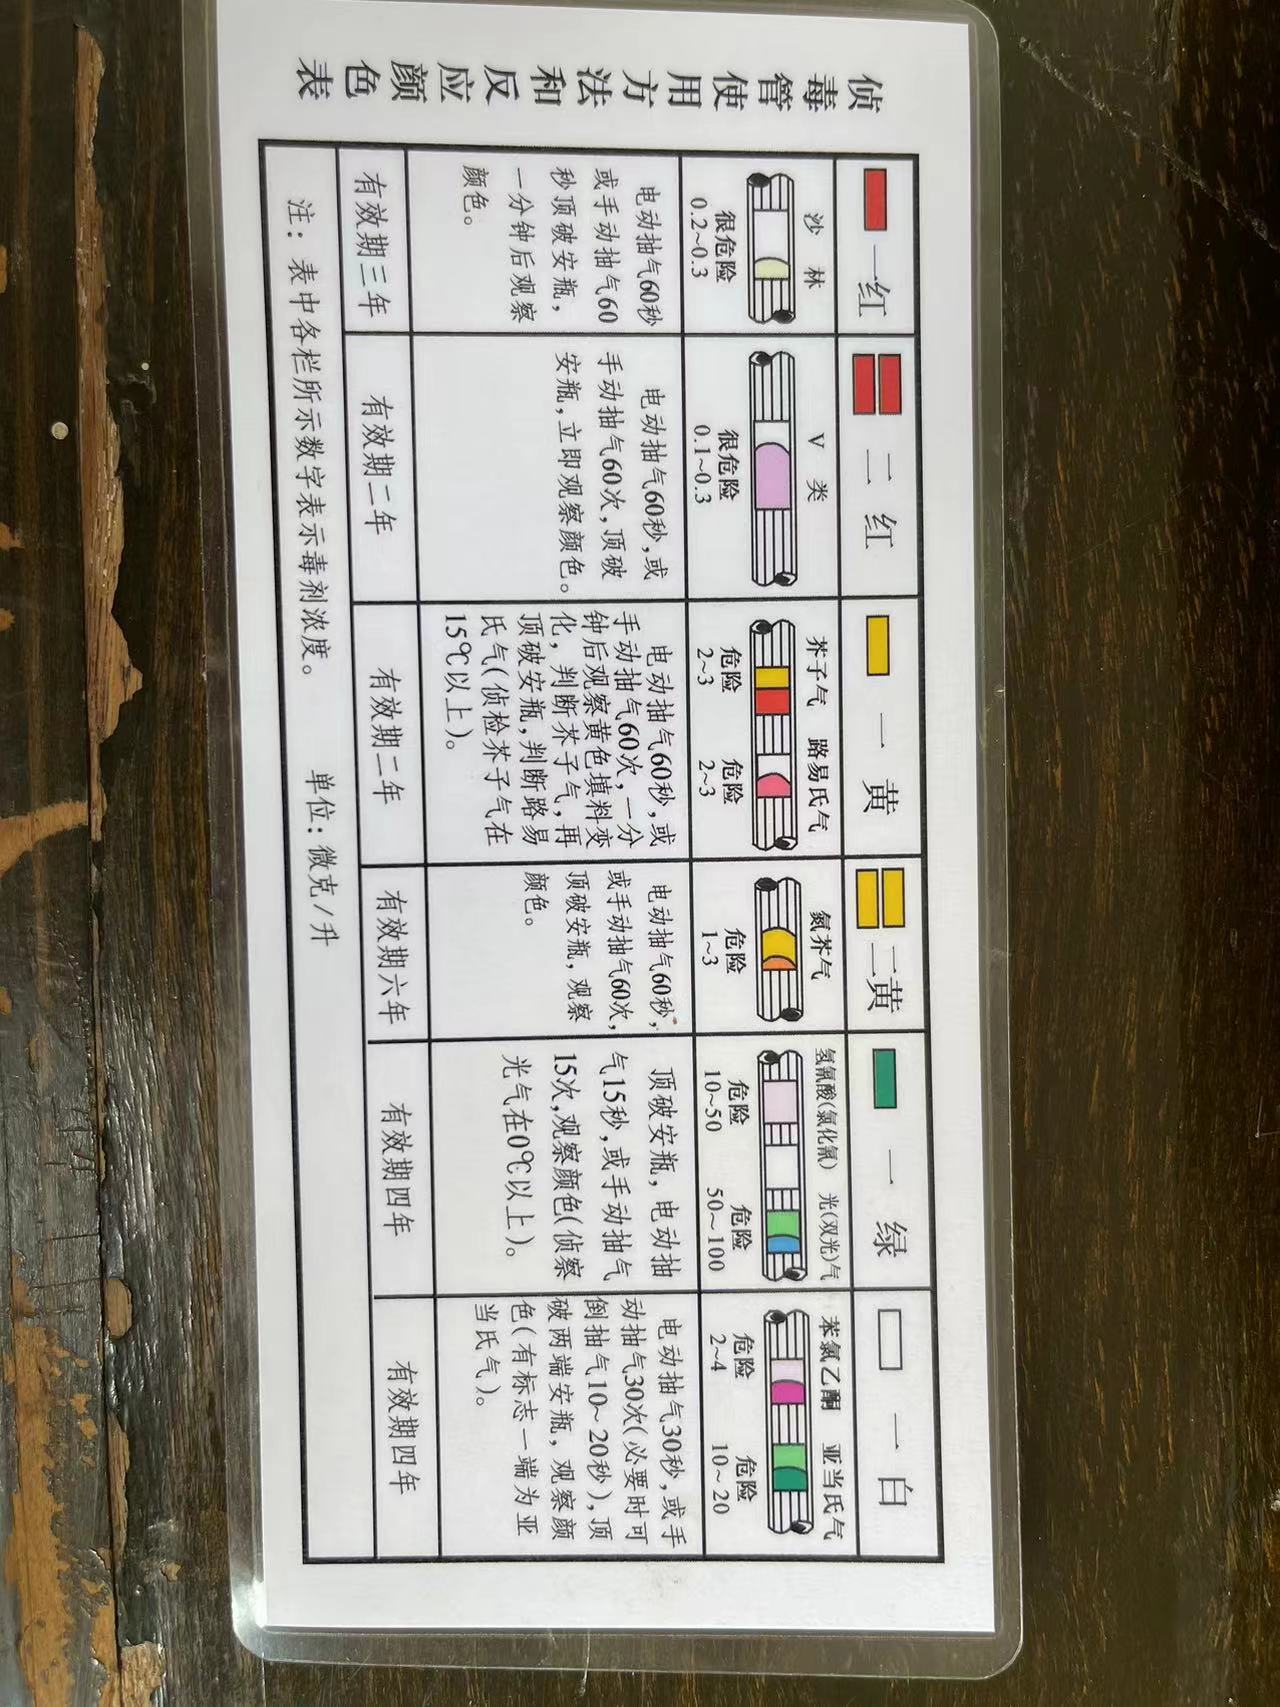 侦毒管使用方法和反应颜色表
一红
二 红
一 黄
二黄
一 绿
一 白
沙 林
很危险
0.2~0.3
V 类
很危险
0.1~0.3
芥子气 路易氏气
危险 危险
2~3 2~3
氮芥气
危险
1~3
氢氰酸(氯化氰) 光(双光)气
危险 危险
10~50 50~100
苯氯乙酮 亚当氏气
危险 危险
2~4 10~20
电动抽气60秒
或手动抽气60
秒顶破安瓶，
一分钟后观察
颜色。
电动抽气60秒,或
手动抽气60次,顶破
安瓶,立即观察颜色。
电动抽气60秒,或
手动抽气60次,一分
钟后观察黄色填料变
化，判断芥子气,再
顶破安瓶,判断路易
氏气(侦检芥子气在
15℃以上)。
电动抽气60秒,
或手动抽气60次,
顶破安瓶，观察
颜色。
顶破安瓶，电动抽
气15秒,或手动抽气
15次,观察颜色(侦察
光气在0℃以上)。
电动抽气30秒,或手
动抽气30次(必要时可
倒抽气10~20秒),顶
破两端安瓶，观察颜
色(有标志一端为亚
当氏气)。
有效期三年
有效期二年
有效期二年
有效期六年
有效期四年
有效期四年
注：表中各栏所示数字表示毒剂浓度。 单位：微克/升